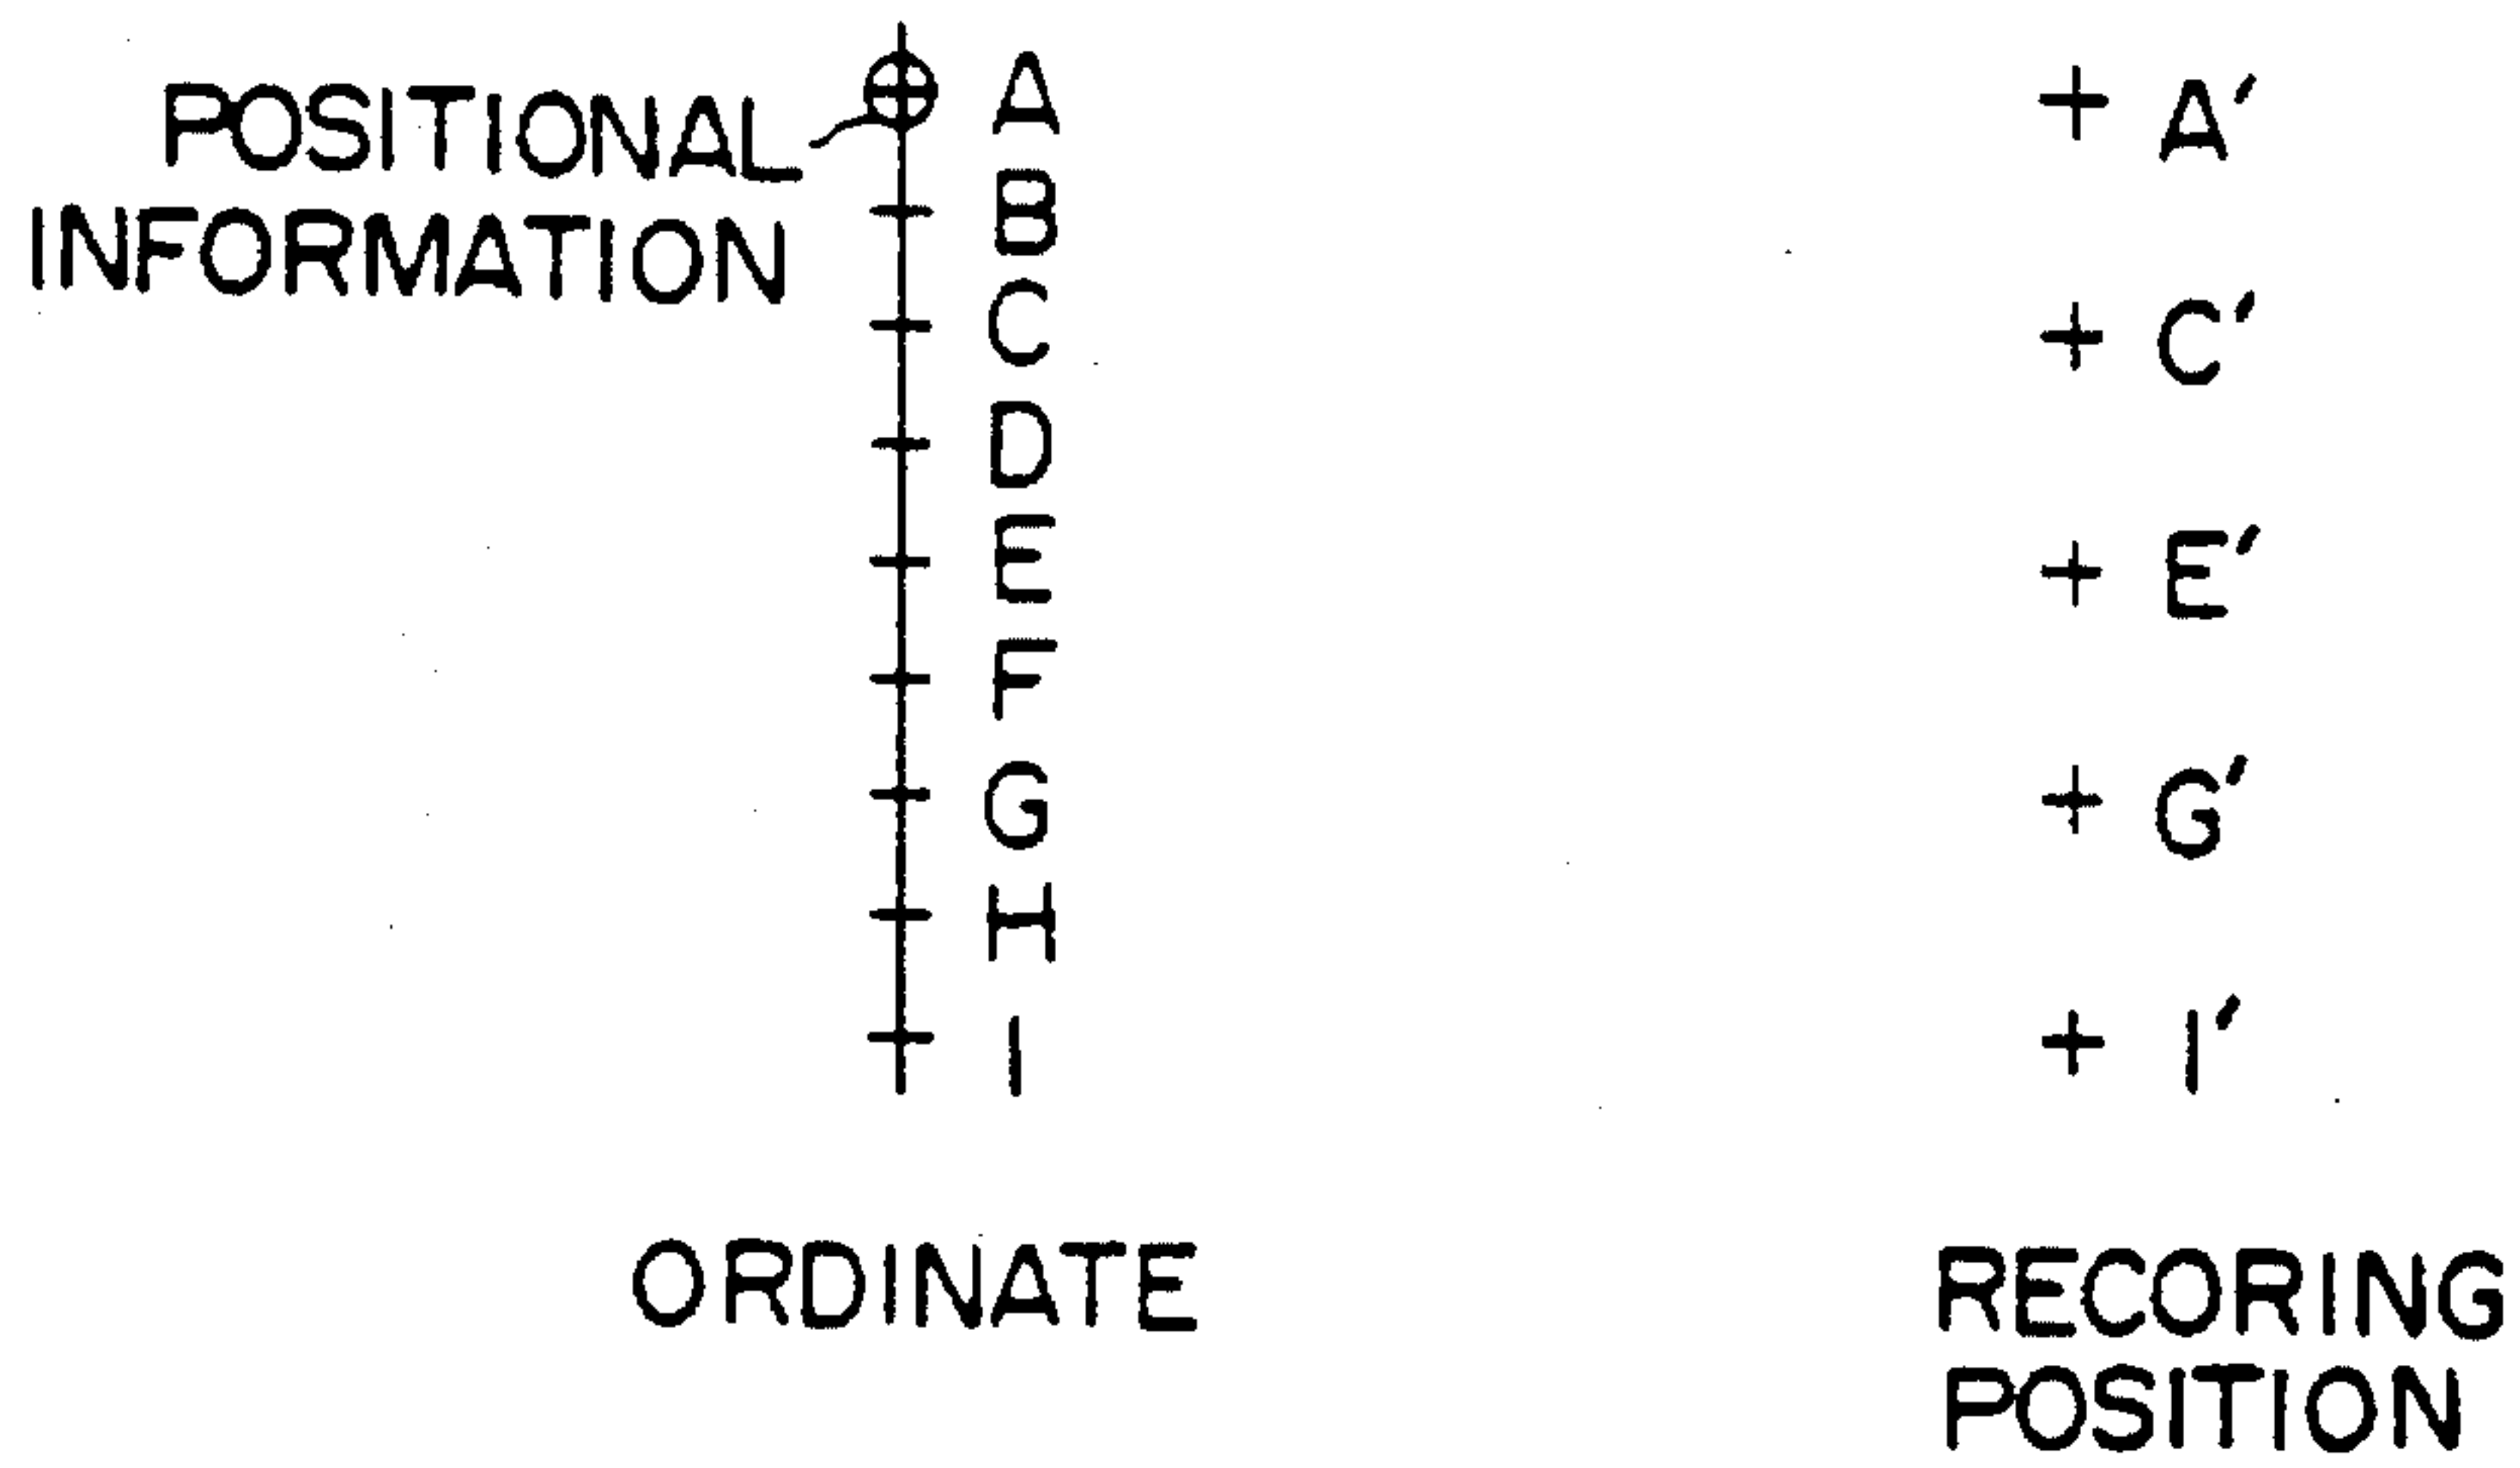 POSITIONAL
INFORMATION
A
B
C
D
E
F
G
H
I
A'
C'
E'
G'
I'
ORDINATE
RECORING
POSITION